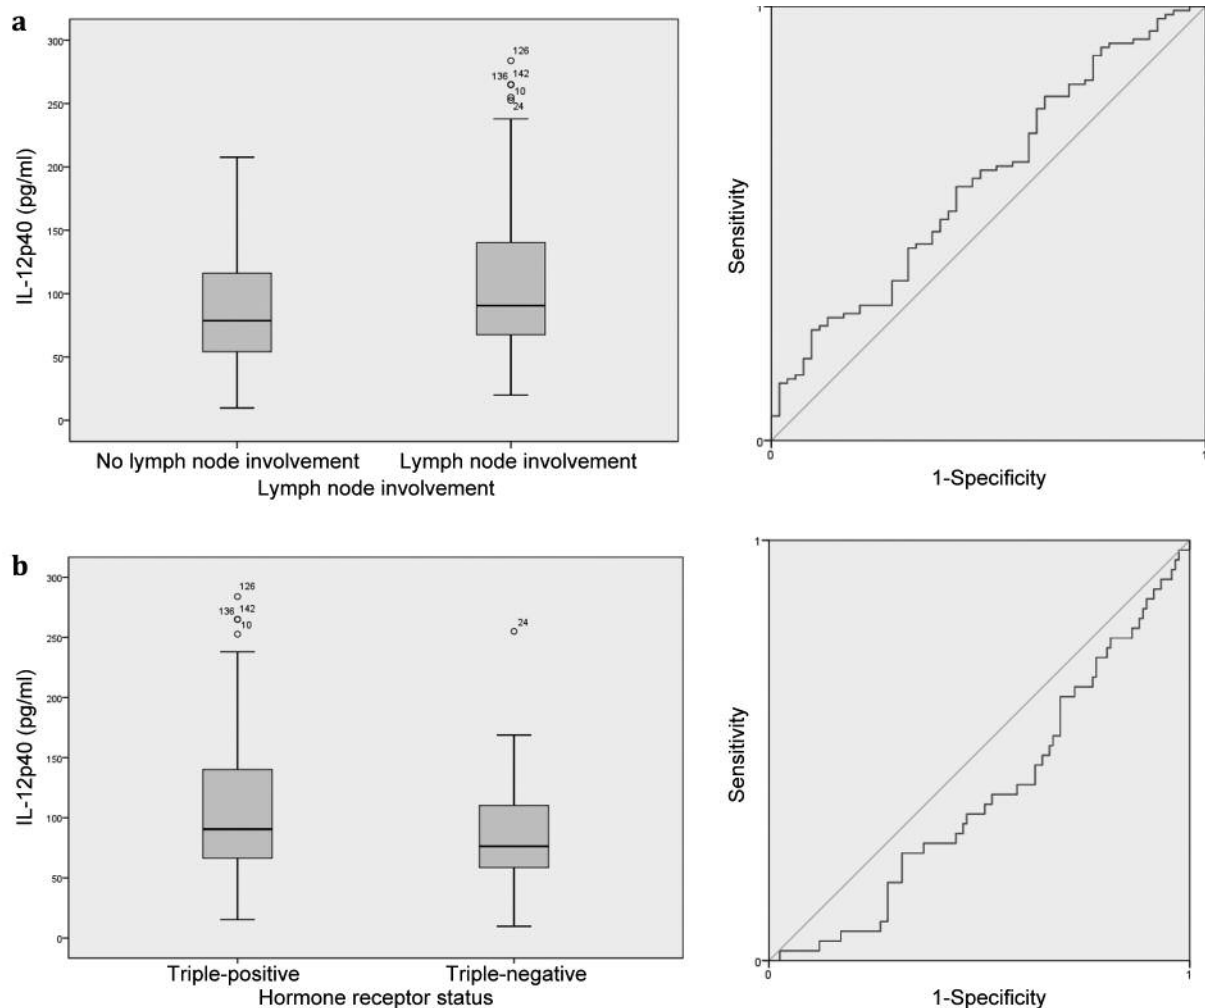 a
300
250
200
150
100
50
0
IL-12p40 (pg/ml)
126
136 142
10
24
No lymph node involvement Lymph node involvement
Lymph node involvement
1
Sensitivity
0
0 1
1-Specificity
b
300
250
200
150
100
50
0
IL-12p40 (pg/ml)
126
136 142
10
24
Triple-positive Triple-negative
Hormone receptor status
1
Sensitivity
0
0 1
1-Specificity